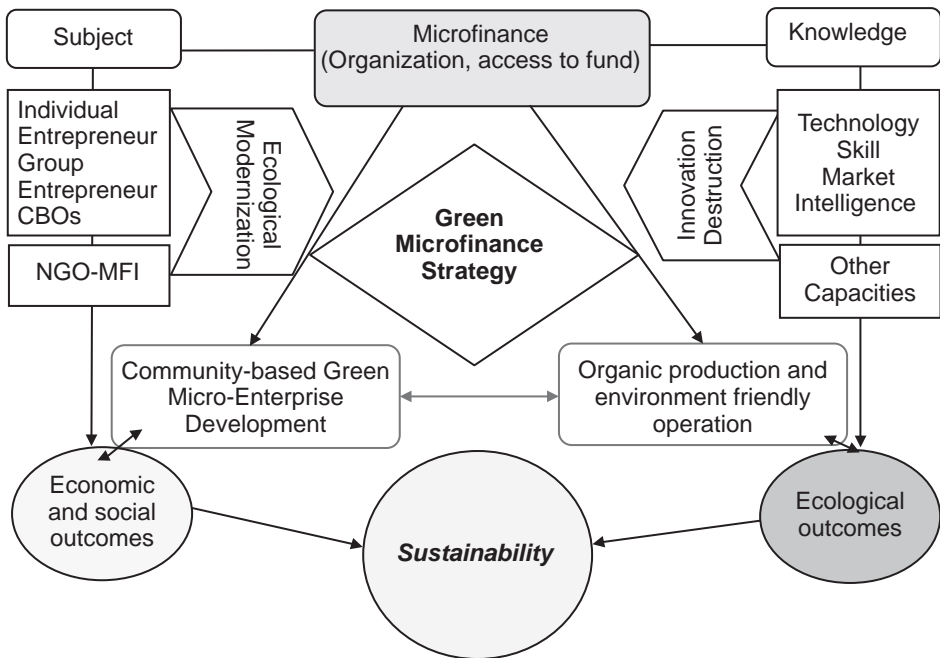 Subject
Microfinance
(Organization, access to fund)
Knowledge
Individual
Entrepreneur
Group
Entrepreneur
CBOs
Ecological
Modernization
Green
Microfinance
Strategy
Innovation
Destruction
Technology
Skill
Market
Intelligence
NGO-MFI
Other
Capacities
Community-based Green
Micro-Enterprise
Development
Organic production and
environment friendly
operation
Economic
and social
outcomes
Sustainability
Ecological
outcomes